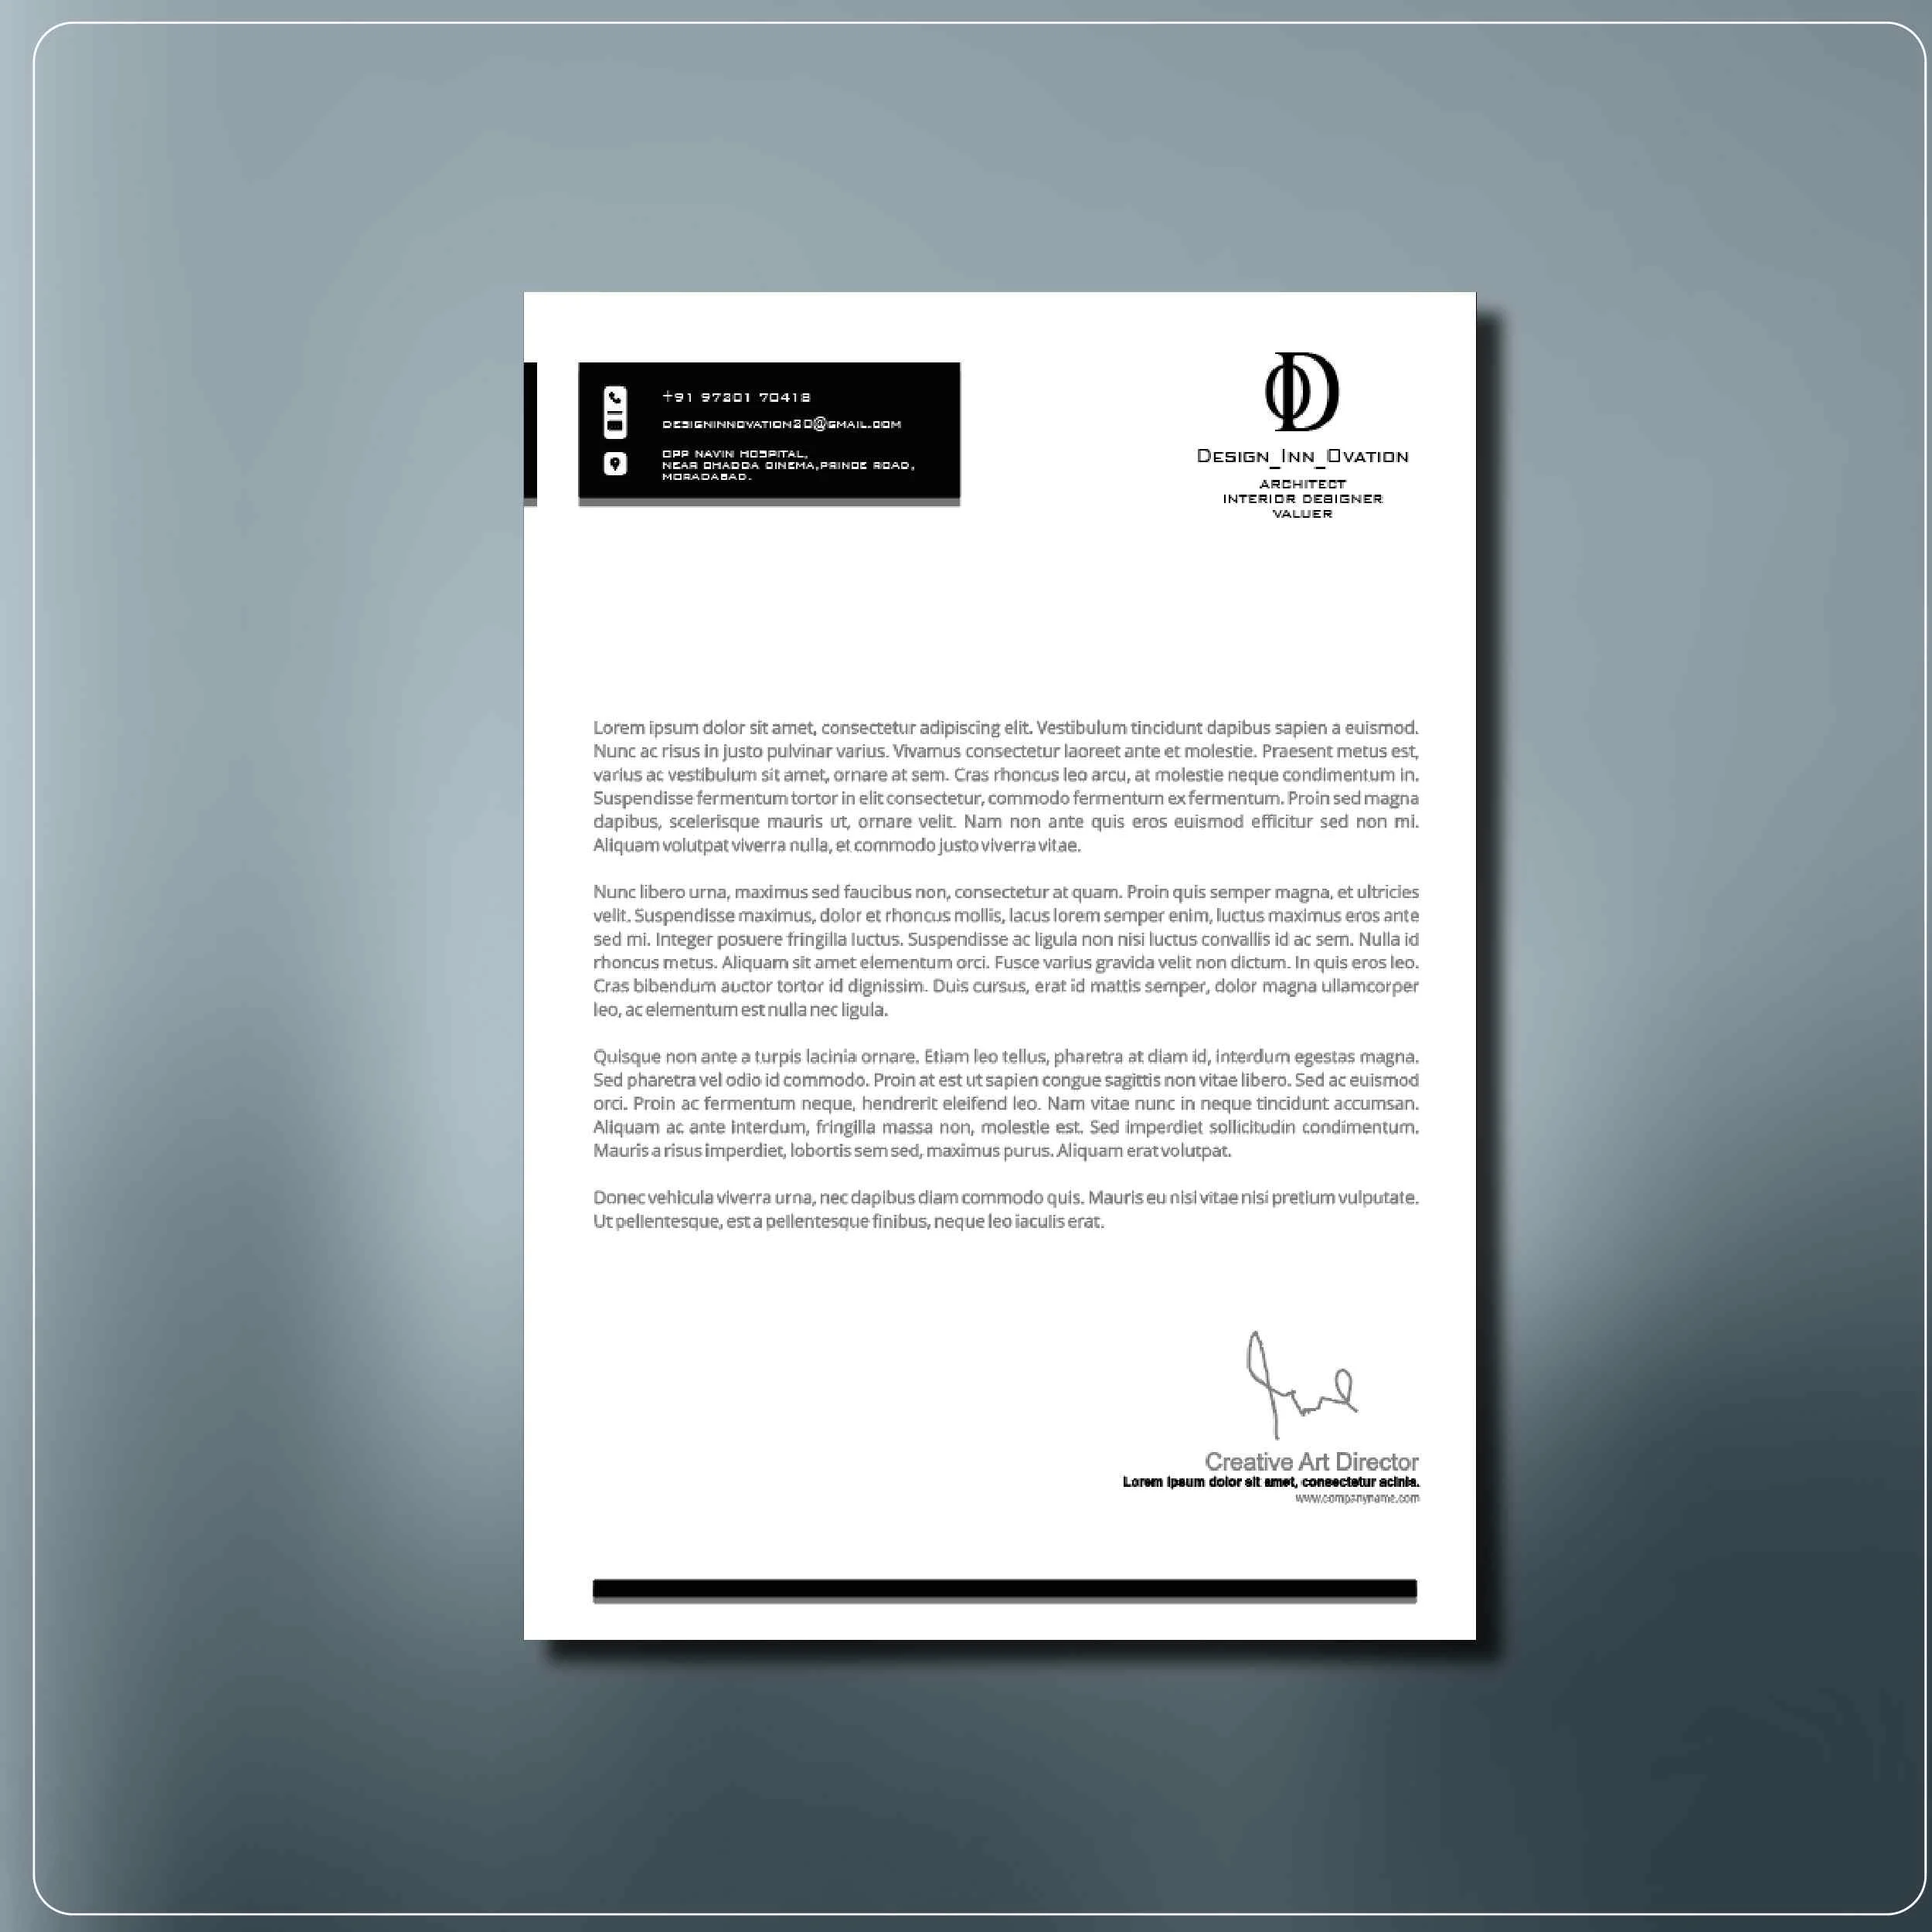 +91 97201 70418
DESIGNINNOVATION20@GMAIL.COM
OPP NAVIN HOSPITAL,
NEAR CHADDA CINEMA,PRINCE ROAD,
MORADABAD.
DESIGN_INN_OVATION
ARCHITECT
INTERIOR DESIGNER
VALUER
Lorem ipsum dolor sit amet, consectetur adipiscing elit. Vestibulum tincidunt dapibus sapien a euismod.
Nunc ac risus in justo pulvinar varius. Vivamus consectetur laoreet ante et molestie. Praesent metus est,
varius ac vestibulum sit amet, ornare at sem. Cras rhoncus leo arcu, at molestie neque condimentum in.
Suspendisse fermentum tortor in elit consectetur, commodo fermentum ex fermentum. Proin sed magna
dapibus, scelerisque mauris ut, ornare velit. Nam non ante quis eros euismod efficitur sed non mi.
Aliquam volutpat viverra nulla, et commodo justo viverra vitae.
Nunc libero urna, maximus sed faucibus non, consectetur at quam. Proin quis semper magna, et ultricies
velit. Suspendisse maximus, dolor et rhoncus mollis, lacus lorem semper enim, luctus maximus eros ante
sed mi. Integer posuere fringilla luctus. Suspendisse ac ligula non nisi luctus convallis id ac sem. Nulla id
rhoncus metus. Aliquam sit amet elementum orci. Fusce varius gravida velit non dictum. In quis eros leo.
Cras bibendum auctor tortor id dignissim. Duis cursus, erat id mattis semper, dolor magna ullamcorper
leo, ac elementum est nulla nec ligula.
Quisque non ante a turpis lacinia ornare. Etiam leo tellus, pharetra at diam id, interdum egestas magna.
Sed pharetra vel odio id commodo. Proin at est ut sapien congue sagittis non vitae libero. Sed ac euismod
orci. Proin ac fermentum neque, hendrerit eleifend leo. Nam vitae nunc in neque tincidunt accumsan.
Aliquam ac ante interdum, fringilla massa non, molestie est. Sed imperdiet sollicitudin condimentum.
Mauris a risus imperdiet, lobortis sem sed, maximus purus. Aliquam erat volutpat.
Donec vehicula viverra urna, nec dapibus diam commodo quis. Mauris eu nisi vitae nisi pretium vulputate.
Ut pellentesque, est a pellentesque finibus, neque leo iaculis erat.
Creative Art Director
Lorem ipsum dolor sit amet, consectetur acinia.
www.companyname.com